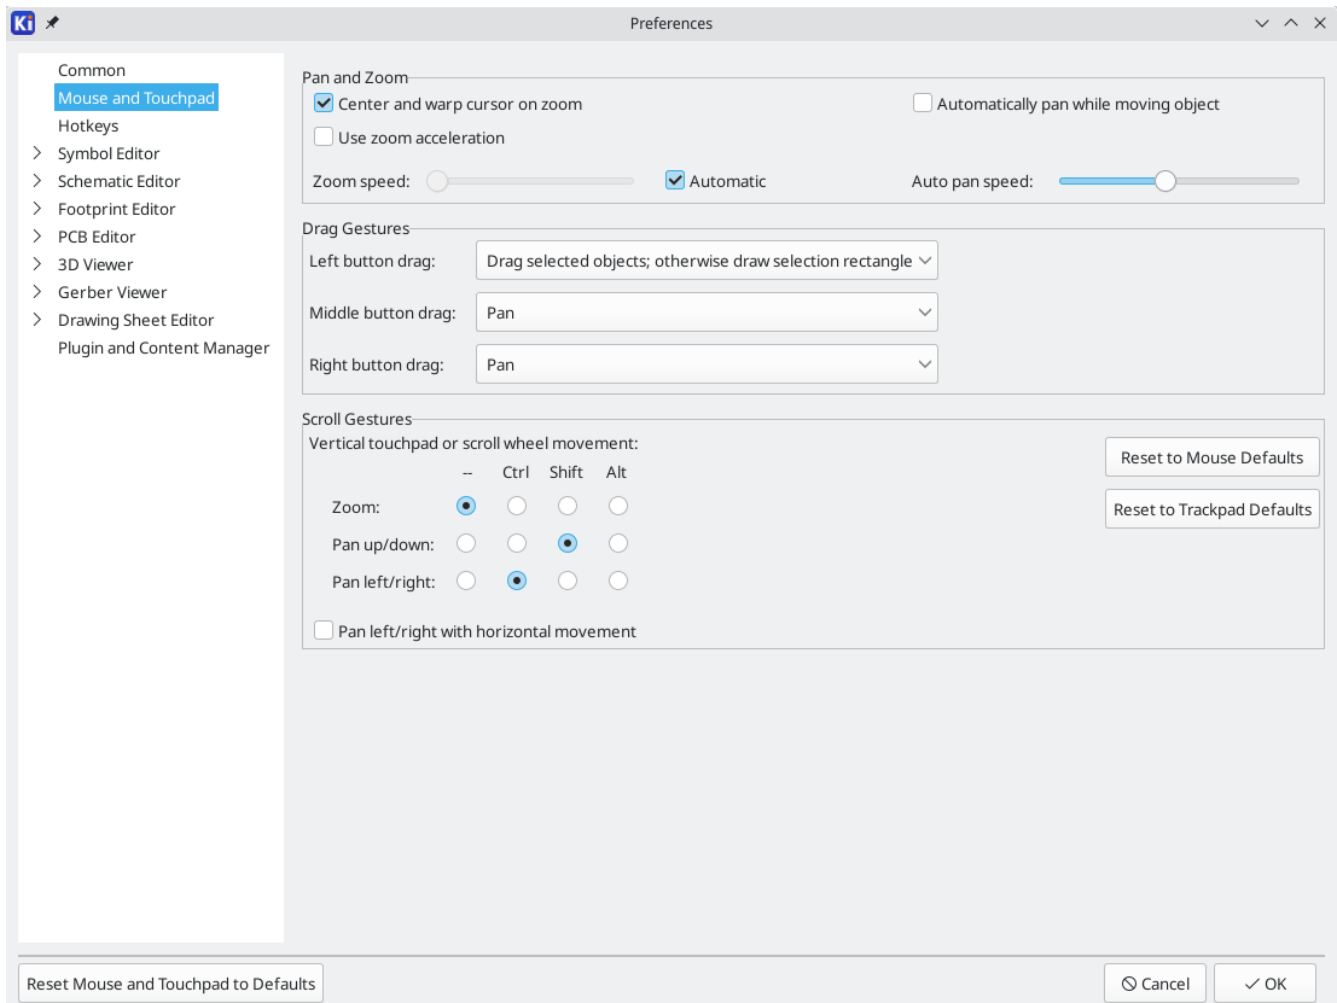 Ki
Preferences
Common
Mouse and Touchpad
Hotkeys
Symbol Editor
Schematic Editor
Footprint Editor
PCB Editor
3D Viewer
Gerber Viewer
Drawing Sheet Editor
Plugin and Content Manager
Pan and Zoom
Center and warp cursor on zoom
Automatically pan while moving object
Use zoom acceleration
Zoom speed:
Automatic
Auto pan speed:
Drag Gestures
Left button drag: Drag selected objects; otherwise draw selection rectangle
Middle button drag: Pan
Right button drag: Pan
Scroll Gestures
Vertical touchpad or scroll wheel movement:
-- Ctrl Shift Alt
Zoom:
Pan up/down:
Pan left/right:
Pan left/right with horizontal movement
Reset to Mouse Defaults
Reset to Trackpad Defaults
Reset Mouse and Touchpad to Defaults
Cancel
OK